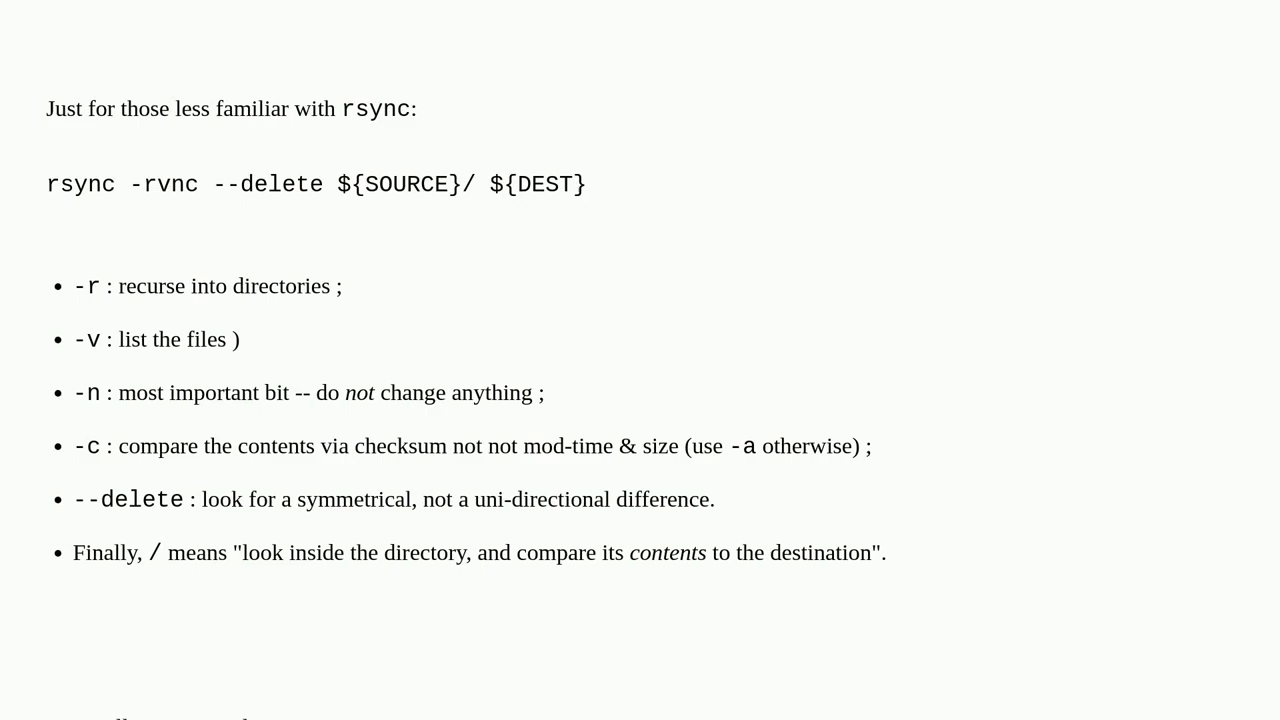 Just for those less familiar with rsync:
rsync -rvnc --delete ${SOURCE}/ ${DEST}
• -r : recurse into directories ;
• -v : list the files )
• -n : most important bit -- do not change anything ;
• -c : compare the contents via checksum not not mod-time & size (use -a otherwise) ;
• --delete : look for a symmetrical, not a uni-directional difference.
• Finally, / means "look inside the directory, and compare its contents to the destination".